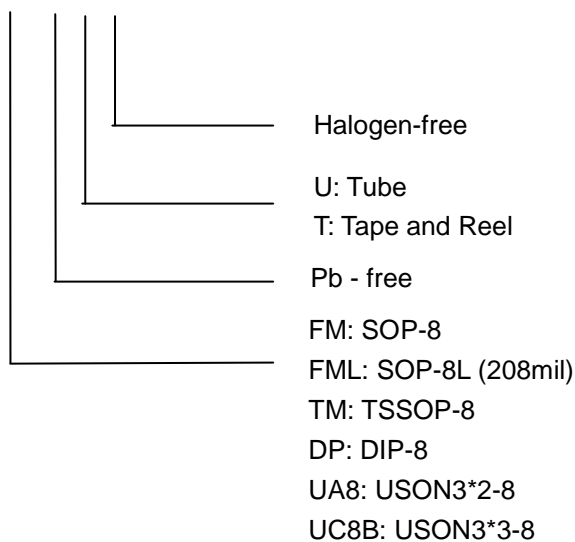 Halogen-free
U: Tube
T: Tape and Reel
Pb - free
FM: SOP-8
FML: SOP-8L (208mil)
TM: TSSOP-8
DP: DIP-8
UA8: USON3*2-8
UC8B: USON3*3-8